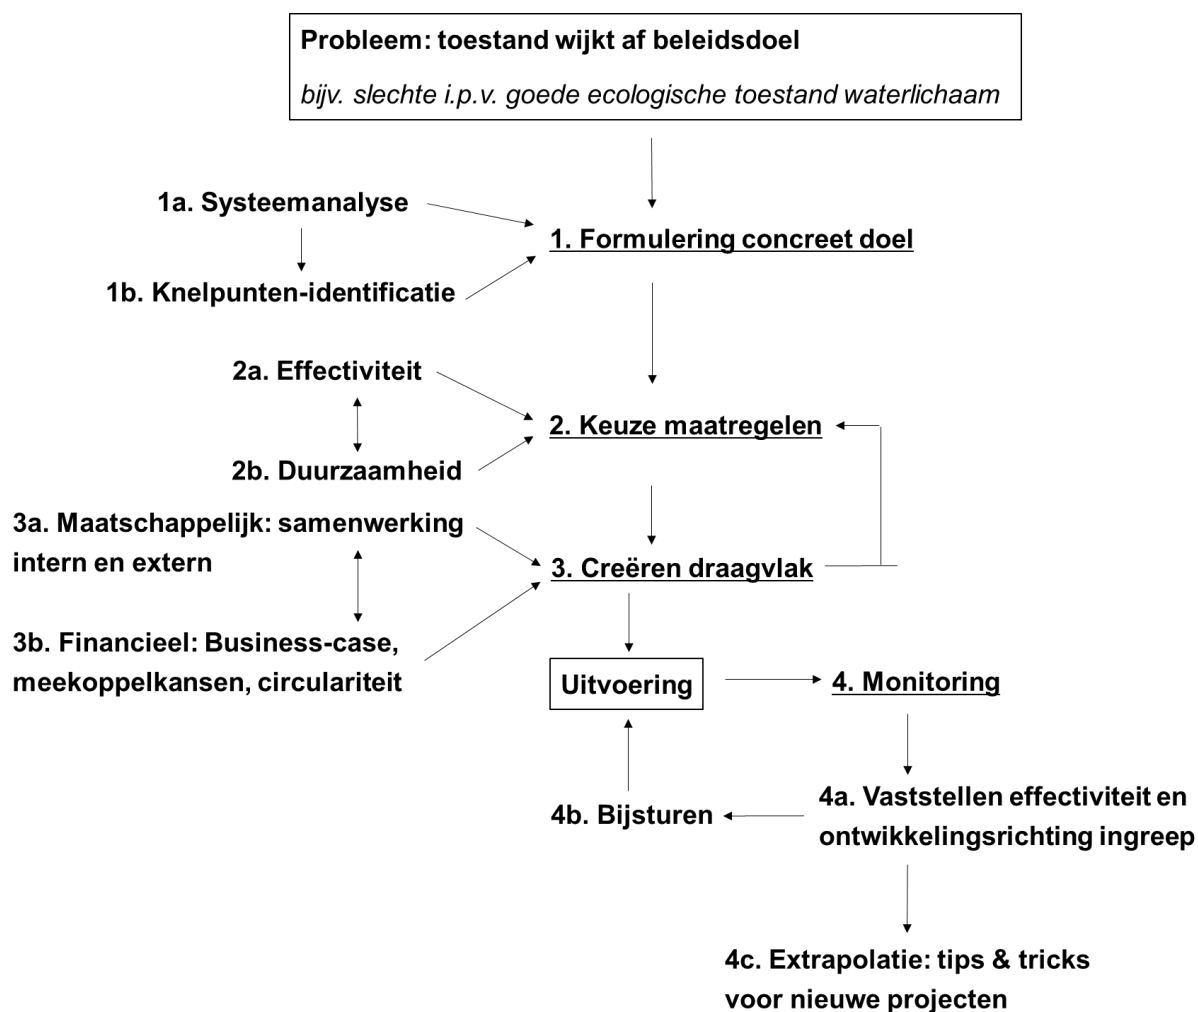 Probleem: toestand wijkt af beleidsdoel
bijv. slechte i.p.v. goede ecologische toestand waterlichaam
1a. Systeemanalyse
1. Formulering concreet doel
1b. Knelpunten-identificatie
2a. Effectiviteit
2. Keuze maatregelen
2b. Duurzaamheid
3a. Maatschappelijk: samenwerking
intern en extern
3. Creëren draagvlak
3b. Financieel: Business-case,
meekoppelkansen, circulariteit
Uitvoering
4. Monitoring
4a. Vaststellen effectiviteit en
ontwikkelingsrichting ingreep
4b. Bijsturen
4c. Extrapolatie: tips & tricks
voor nieuwe projecten